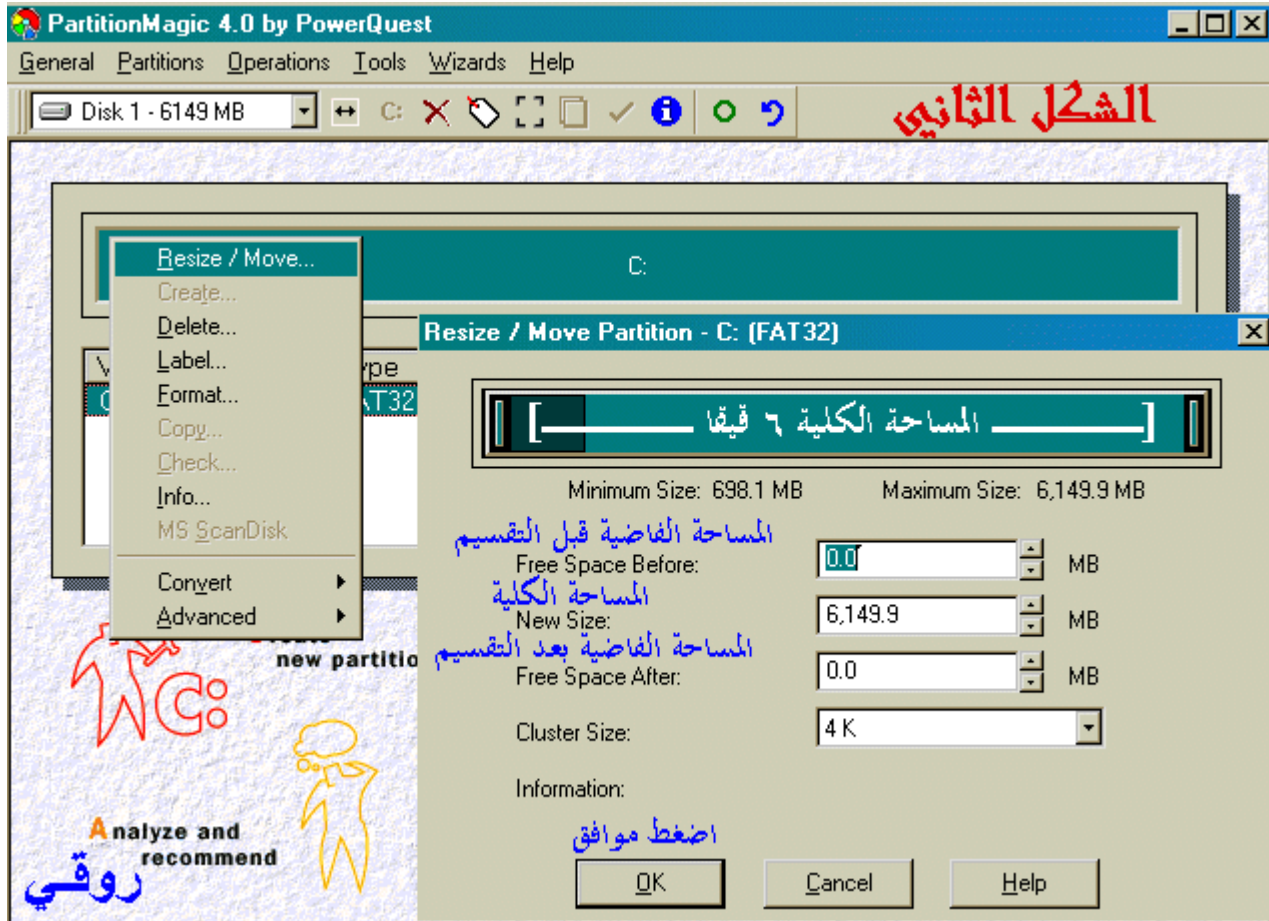 PartitionMagic 4.0 by PowerQuest
General Partitions Operations Tools Wizards Help
Disk 1 - 6149 MB
C:
الشكل الثاني
C:
Resize / Move...
Create...
Delete...
Label...
Format...
Copy...
Check...
Info...
MS ScanDisk
Convert
Advanced
new partitio
C:
Analyze and
recommend
روقي
Resize / Move Partition - C: (FAT32)
المساحة الكلية ٦ قيقا
Minimum Size: 698.1 MB Maximum Size: 6,149.9 MB
المساحة الفاضية قبل التقسيم
Free Space Before: 0.0 MB
المساحة الكلية
New Size: 6,149.9 MB
المساحة الفاضية بعد التقسيم
Free Space After: 0.0 MB
Cluster Size: 4 K
Information:
اضغط موافق
OK Cancel Help